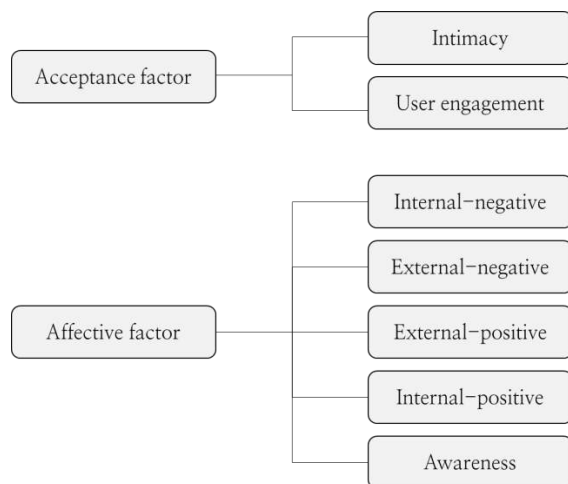 Intimacy
Acceptance factor
User engagement
Internal-negative
External-negative
Affective factor
External-positive
Internal-positive
Awareness